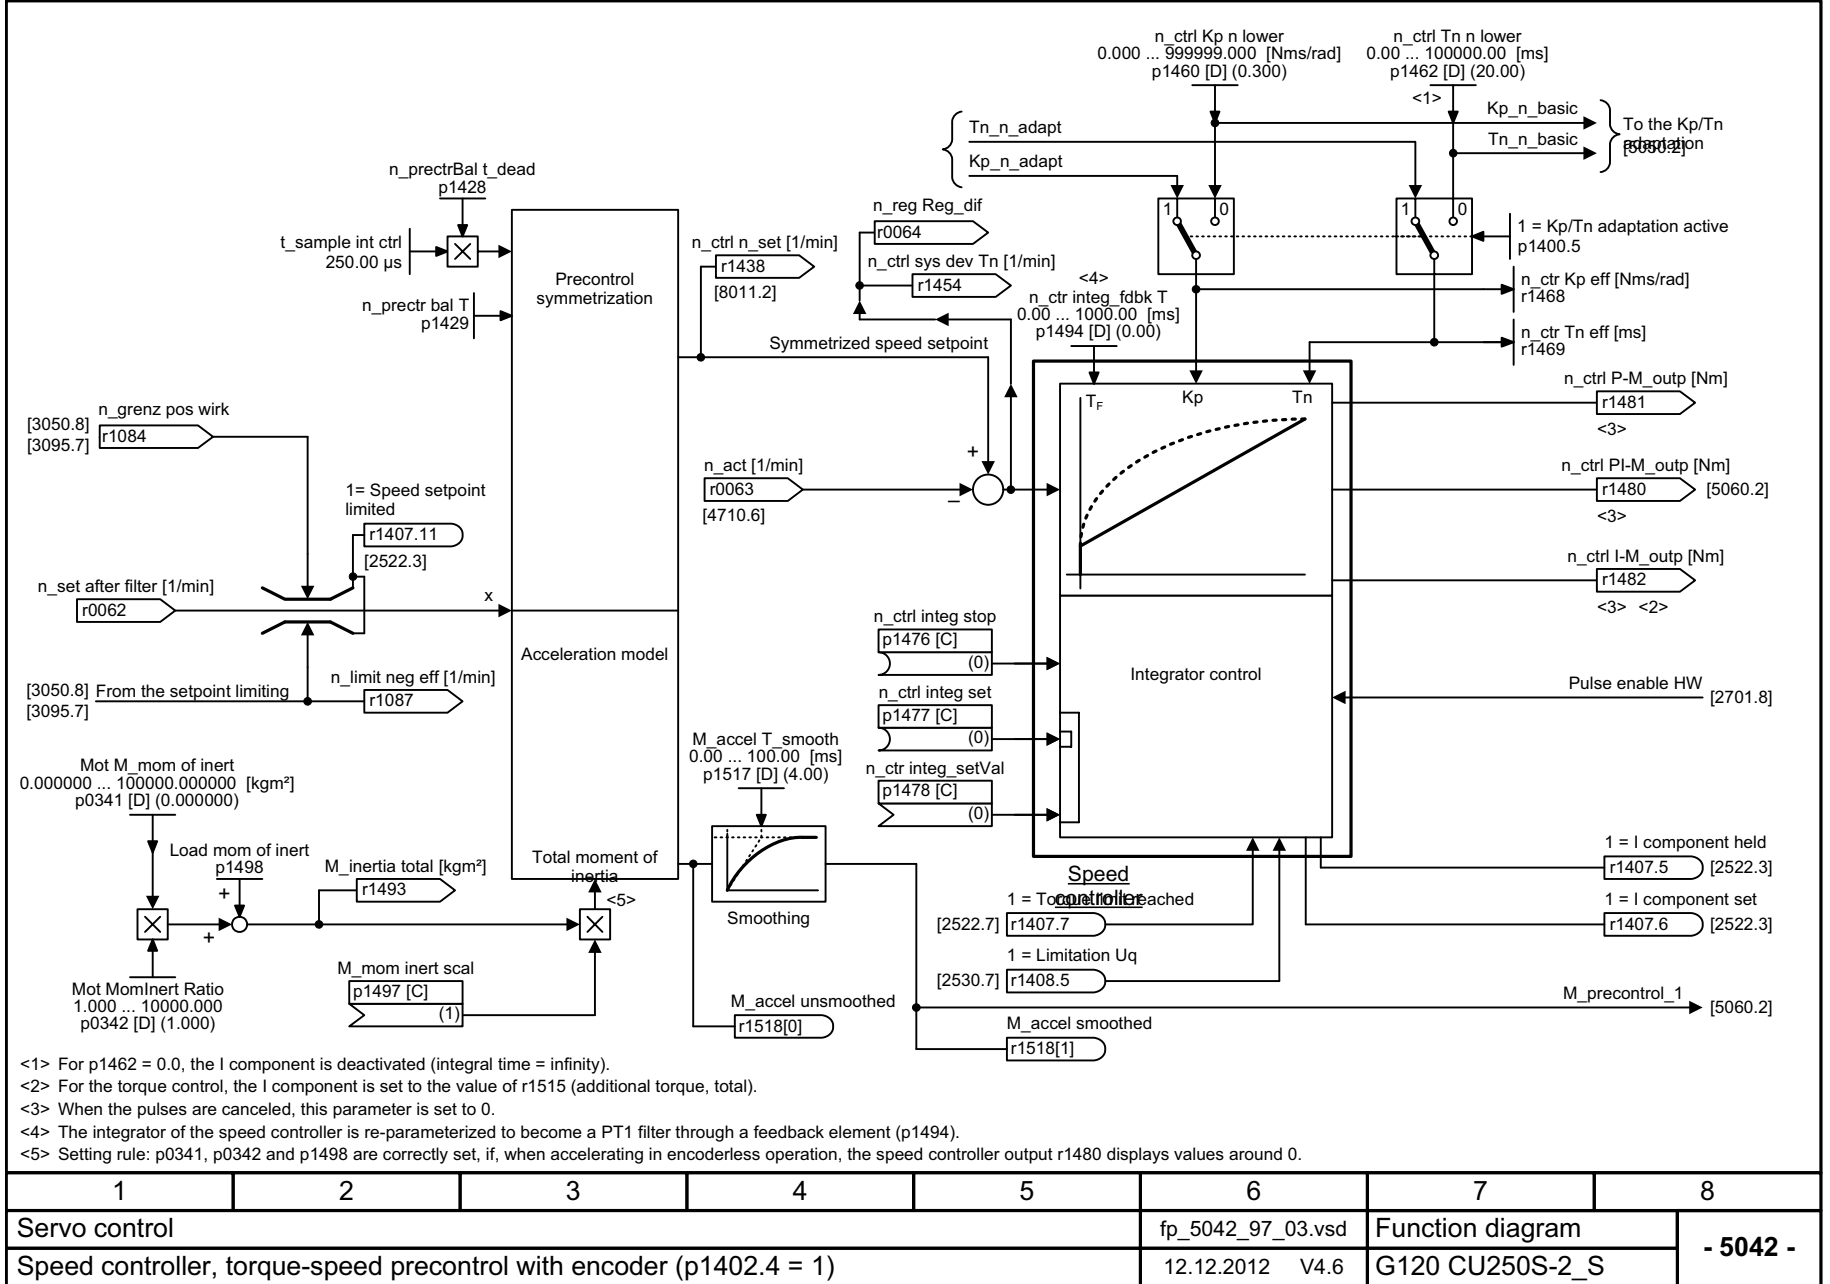 n_ctrl Kp n lower
0.000 ... 999999.000 [Nms/rad]
p1460 [D] (0.300)
n_ctrl Tn n lower
0.00 ... 100000.00 [ms]
p1462 [D] (20.00)
<1>
Kp_n_basic
Tn_n_basic
To the Kp/Tn
adaptation
[5050.2]
Tn_n_adapt
Kp_n_adapt
n_prectrBal t_dead
p1428
t_sample int ctrl
250.00 µs
n_prectr bal T
p1429
Precontrol
symmetrization
n_reg Reg_dif
r0064
n_ctrl n_set [1/min]
r1438
[8011.2]
n_ctrl sys dev Tn [1/min]
r1454
1
0
1
0
1 = Kp/Tn adaptation active
p1400.5
<4>
n_ctr integ_fdbk T
0.00 ... 1000.00 [ms]
p1494 [D] (0.00)
n_ctr Kp eff [Nms/rad]
r1468
n_ctr Tn eff [ms]
r1469
Symmetrized speed setpoint
TF
Kp
Tn
n_ctrl P-M_outp [Nm]
r1481
<3>
[3050.8]
[3095.7]
n_grenz pos wirk
r1084
+
n_act [1/min]
r0063
[4710.6]
–
n_ctrl PI-M_outp [Nm]
r1480
[5060.2]
<3>
1= Speed setpoint
limited
r1407.11
[2522.3]
n_ctrl I-M_outp [Nm]
r1482
<3> <2>
n_set after filter [1/min]
r0062
x
Acceleration model
n_ctrl integ stop
p1476 [C]
(0)
Integrator control
[3050.8]
[3095.7]
From the setpoint limiting
n_limit neg eff [1/min]
r1087
n_ctrl integ set
p1477 [C]
(0)
Pulse enable HW
[2701.8]
M_accel T_smooth
0.00 ... 100.00 [ms]
p1517 [D] (4.00)
n_ctr integ_setVal
p1478 [C]
(0)
Mot M_mom of inert
0.000000 ... 100000.000000 [kgm²]
p0341 [D] (0.000000)
Load mom of inert
p1498
+
+
M_inertia total [kgm²]
r1493
Total moment of
inertia
<5>
Smoothing
Speed
controller
1 = Torque limit reached
[2522.7]
r1407.7
1 = I component held
r1407.5
[2522.3]
1 = I component set
r1407.6
[2522.3]
1 = Limitation Uq
[2530.7]
r1408.5
Mot MomInert Ratio
1.000 ... 10000.000
p0342 [D] (1.000)
M_mom inert scal
p1497 [C]
(1)
M_accel unsmoothed
r1518[0]
M_precontrol_1
[5060.2]
M_accel smoothed
r1518[1]
<1> For p1462 = 0.0, the I component is deactivated (integral time = infinity).
<2> For the torque control, the I component is set to the value of r1515 (additional torque, total).
<3> When the pulses are canceled, this parameter is set to 0.
<4> The integrator of the speed controller is re-parameterized to become a PT1 filter through a feedback element (p1494).
<5> Setting rule: p0341, p0342 and p1498 are correctly set, if, when accelerating in encoderless operation, the speed controller output r1480 displays values around 0.
1 2 3 4 5 6 7 8
Servo control
fp_5042_97_03.vsd
Function diagram
- 5042 -
Speed controller, torque-speed precontrol with encoder (p1402.4 = 1)
12.12.2012 V4.6
G120 CU250S-2_S